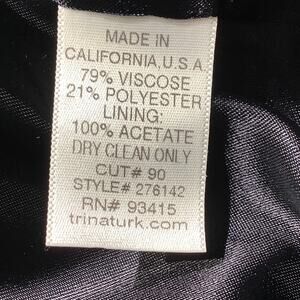 MADE IN
CALIFORNIA, U.S.A.
79% VISCOSE
21% POLYESTER
LINING:
100% ACETATE
DRY CLEAN ONLY
CUT# 90
STYLE# 276142
RN# 93415
trinaturk.com